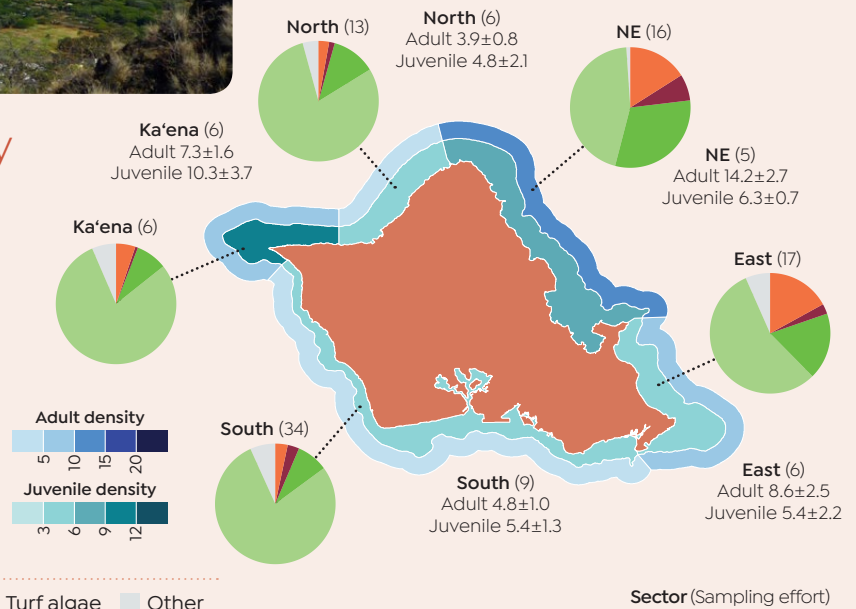 North (13)
North (6)
Adult 3.9±0.8
Juvenile 4.8±2.1
NE (16)
Kaʻena (6)
Adult 7.3±1.6
Juvenile 10.3±3.7
NE (5)
Adult 14.2±2.7
Juvenile 6.3±0.7
Kaʻena (6)
East (17)
Adult density
5 10 15 20
Juvenile density
3 6 9 12
South (34)
South (9)
Adult 4.8±1.0
Juvenile 5.4±1.3
East (6)
Adult 8.6±2.5
Juvenile 5.4±2.2
Turf algae Other
Sector (Sampling effort)